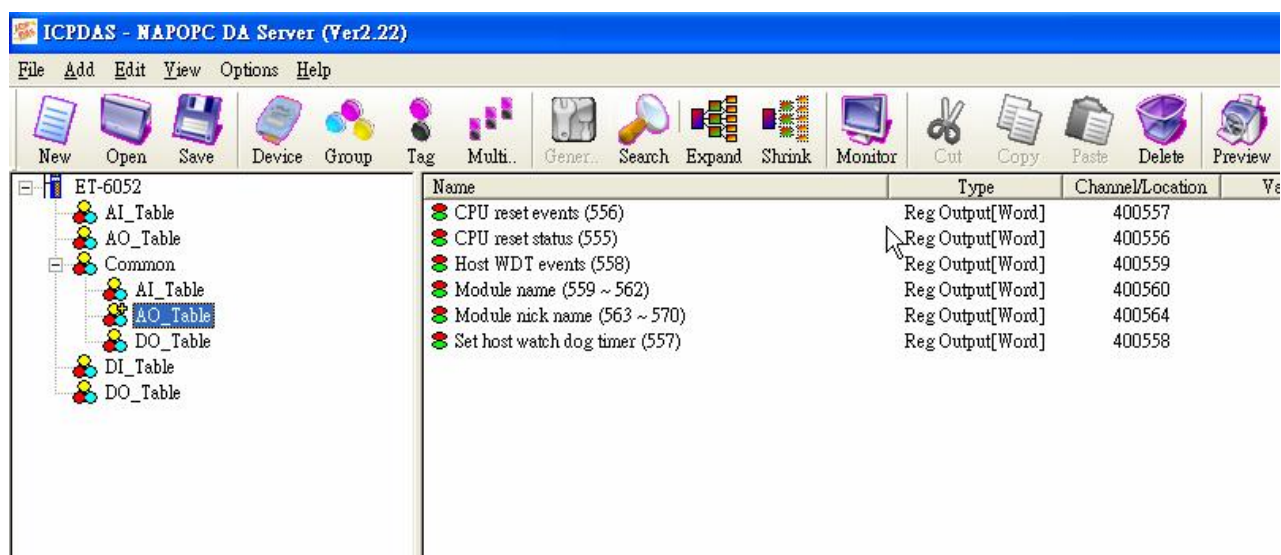 ICPDAS - NAPOPC DA Server (Ver2.22)
File Add Edit View Options Help
New Open Save Device Group Tag Multi.. Gener.. Search Expand Shrink Monitor Cut Copy Paste Delete Preview
ET-6052
AI_Table
AO_Table
Common
AI_Table
AO_Table
DO_Table
DI_Table
DO_Table
Name Type Channel/Location
CPU reset events (556) Reg Output[Word] 400557
CPU reset status (555) Reg Output[Word] 400556
Host WDT events (558) Reg Output[Word] 400559
Module name (559 ~ 562) Reg Output[Word] 400560
Module nick name (563 ~ 570) Reg Output[Word] 400564
Set host watch dog timer (557) Reg Output[Word] 400558